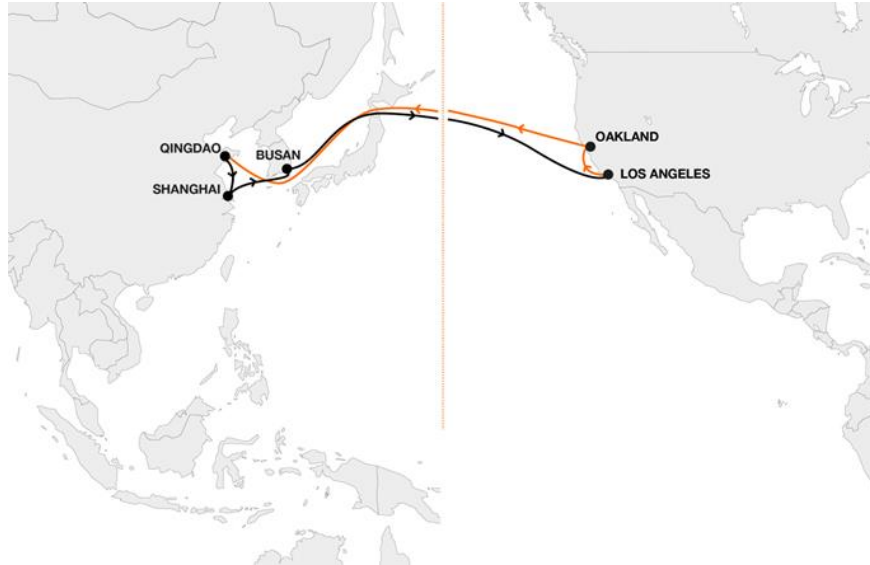 QINGDAO
BUSAN
SHANGHAI
OAKLAND
LOS ANGELES